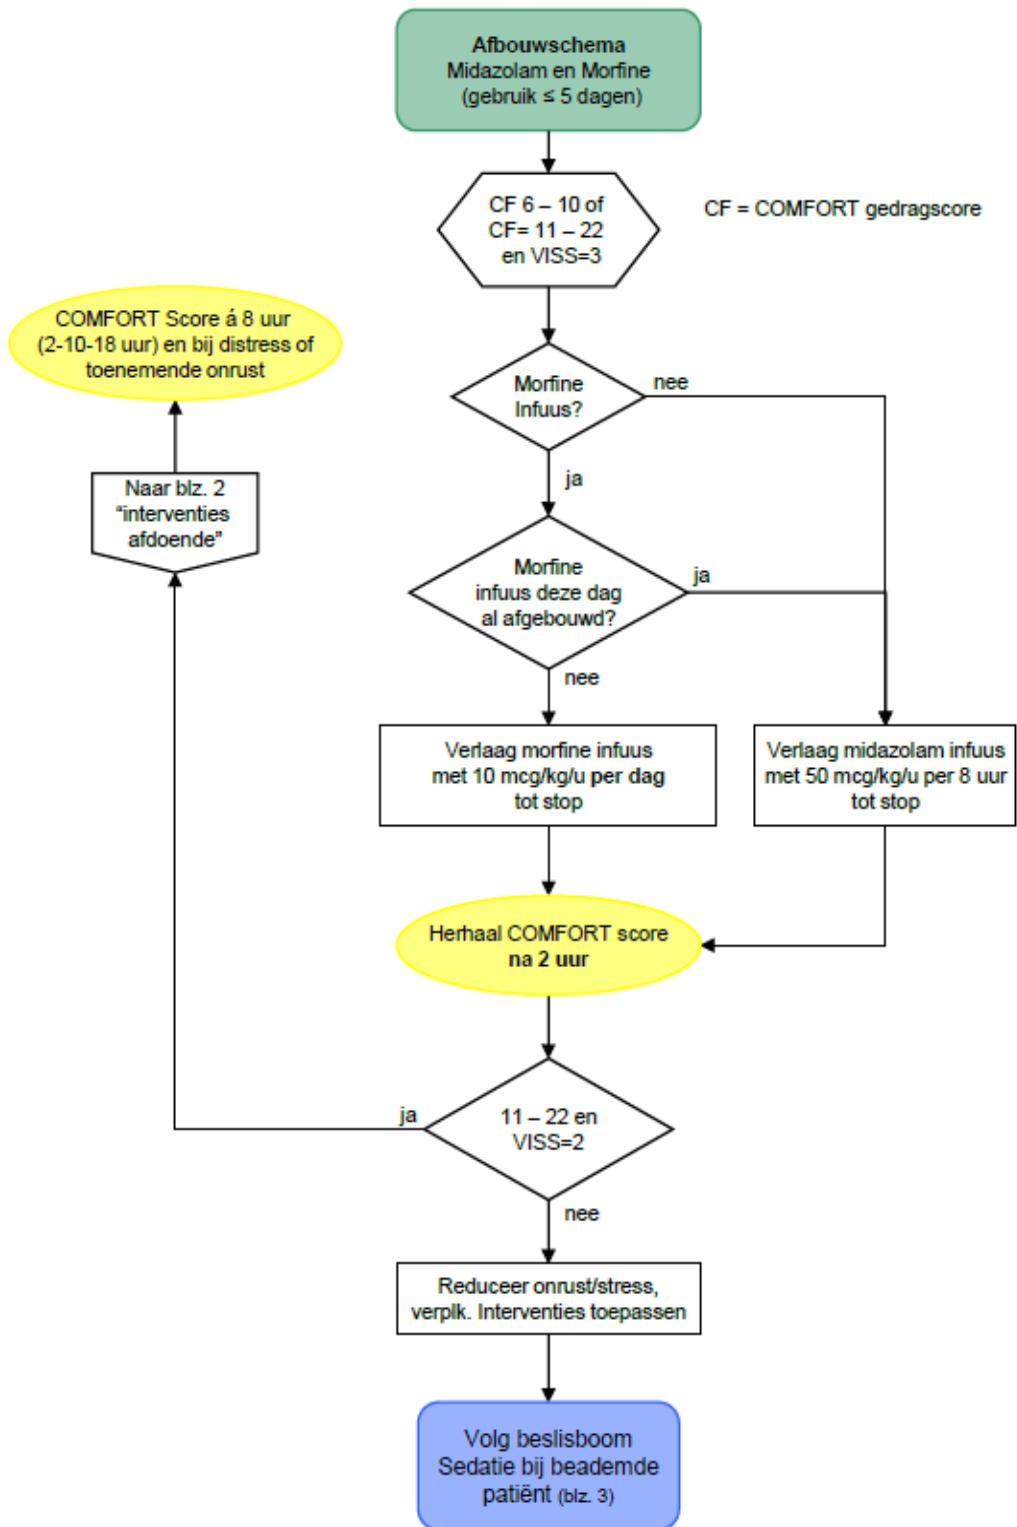 Afbouwschema
Midazolam en Morfine
(gebruik ≤ 5 dagen)
CF 6 – 10 of
CF= 11 – 22
en VISS=3
CF = COMFORT gedragscore
COMFORT Score á 8 uur
(2-10-18 uur) en bij distress of
toenemende onrust
Morfine
Infuus?
nee
ja
Naar blz. 2
“interventies
afdoende”
Morfine
infuus deze dag
al afgebouwd?
ja
nee
Verlaag morfine infuus
met 10 mcg/kg/u per dag
tot stop
Verlaag midazolam infuus
met 50 mcg/kg/u per 8 uur
tot stop
Herhaal COMFORT score
na 2 uur
11 – 22 en
VISS=2
ja
nee
Reduceer onrust/stress,
verplk. Interventies toepassen
Volg beslisboom
Sedatie bij beademde
patiënt (blz. 3)